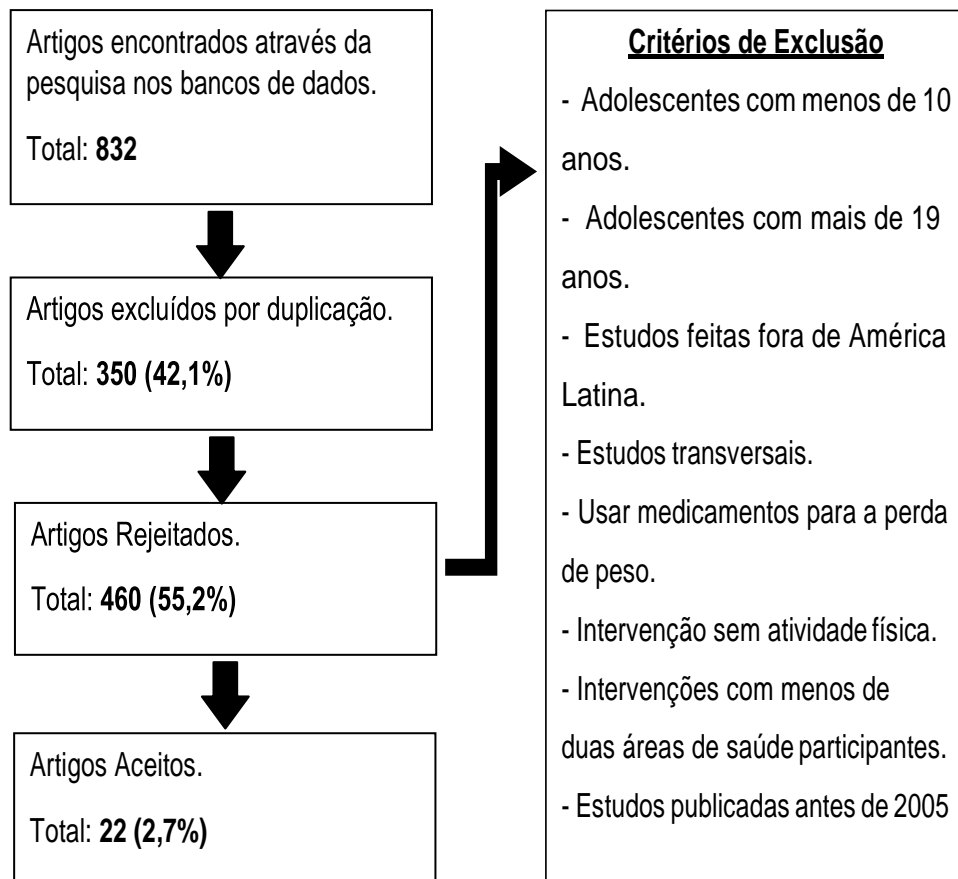 Artigos encontrados através da
pesquisa nos bancos de dados.
Total: 832
Artigos excluídos por duplicação.
Total: 350 (42,1%)
Artigos Rejeitados.
Total: 460 (55,2%)
Artigos Aceitos.
Total: 22 (2,7%)
Critérios de Exclusão
- Adolescentes com menos de 10
anos.
- Adolescentes com mais de 19
anos.
- Estudos feitas fora de América
Latina.
- Estudos transversais.
- Usar medicamentos para a perda
de peso.
- Intervenção sem atividade física.
- Intervenções com menos de
duas áreas de saúde participantes.
- Estudos publicadas antes de 2005